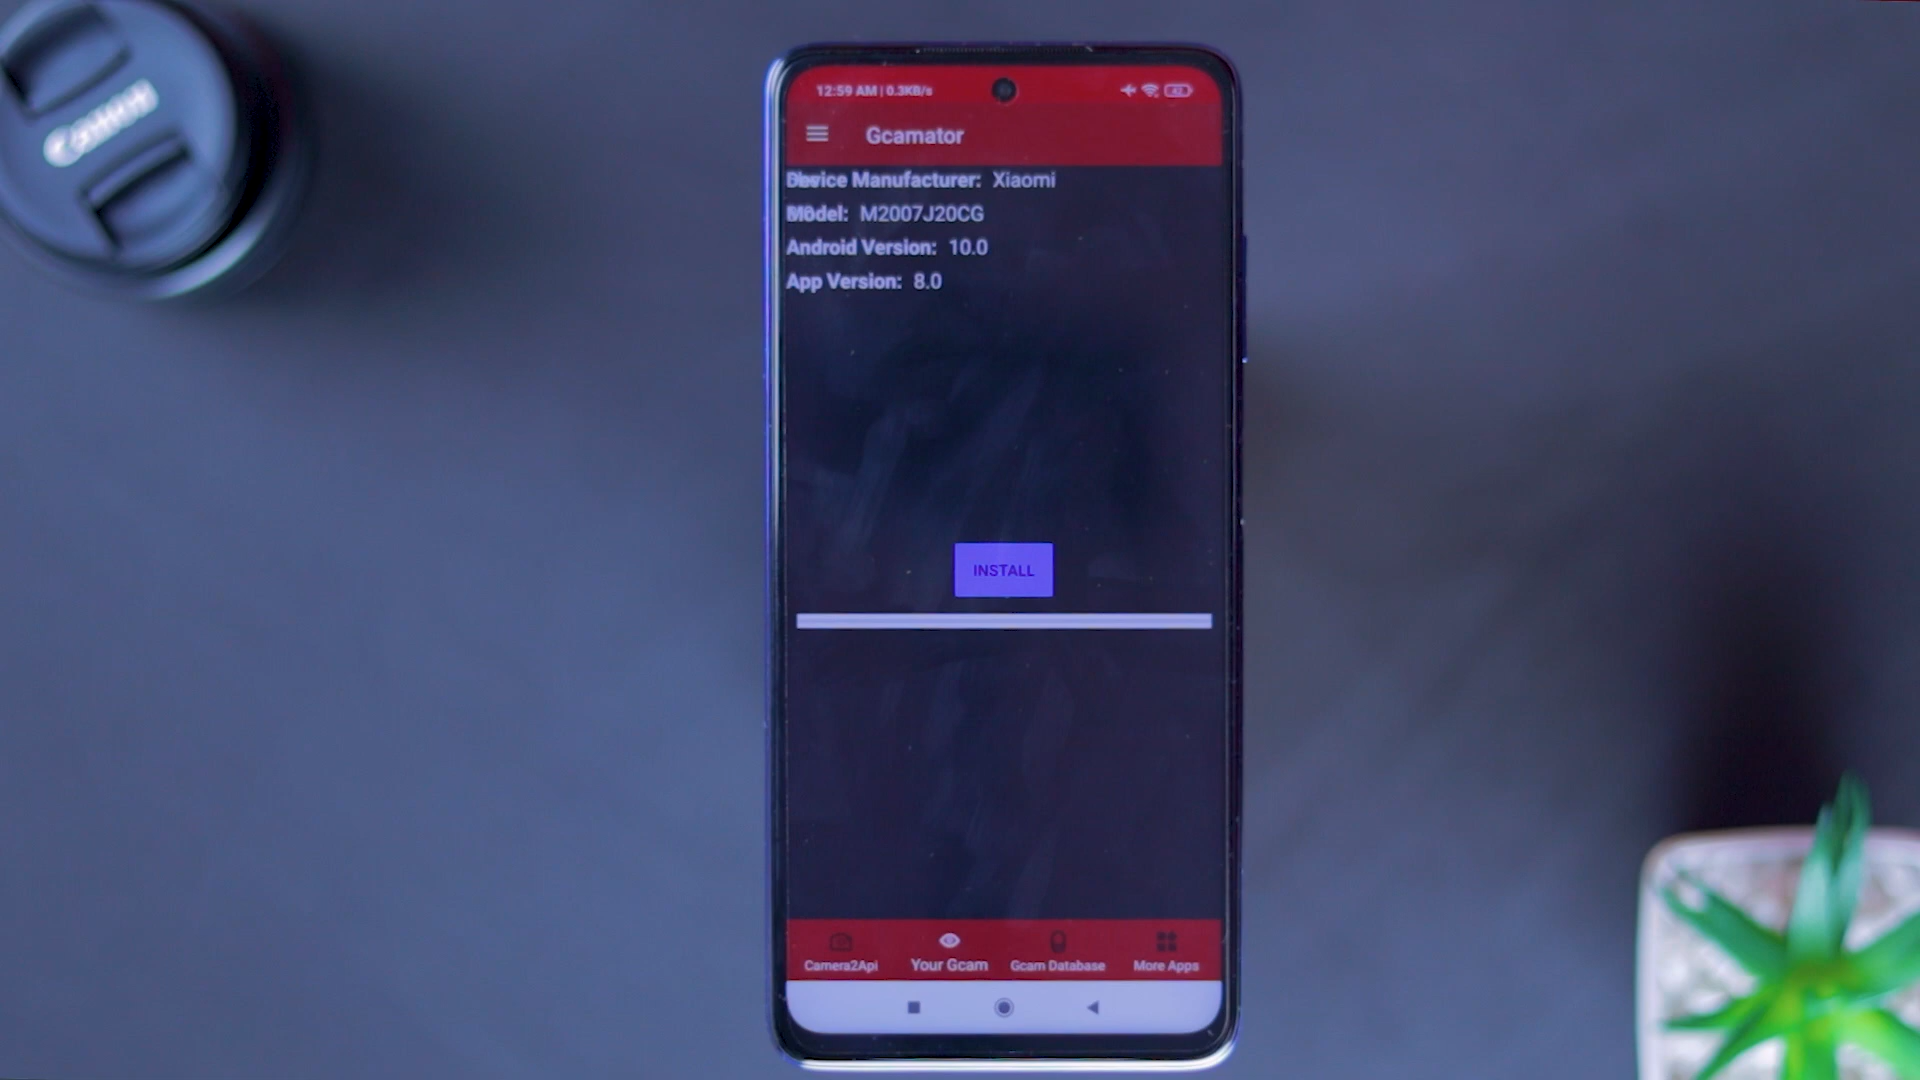 Canon
12:59 AM | 0.3KB/s
Gcamator
Device Manufacturer: Xiaomi
Model: M2007J20CG
Android Version: 10.0
App Version: 8.0
INSTALL
Camera2Api
Your Gcam
Gcam Database
More Apps